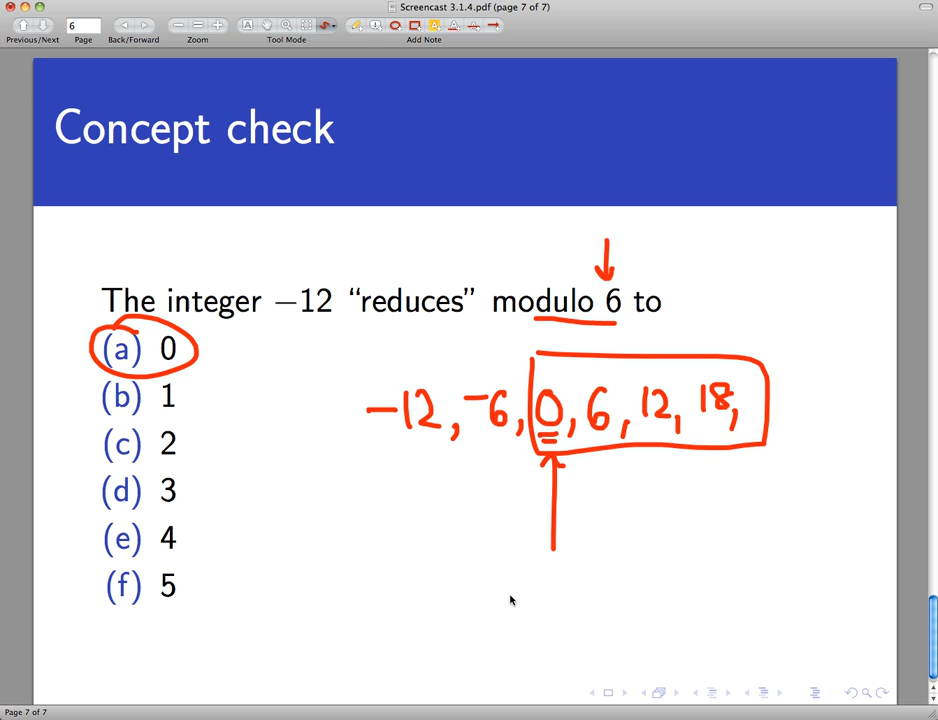 Screencast 3.1.4.pdf (page 7 of 7)
6
Previous/Next Page Back/Forward Zoom Tool Mode Add Note
Concept check
The integer −12 “reduces” modulo 6 to
(a) 0
(b) 1
(c) 2
(d) 3
(e) 4
(f) 5
−12, −6, 0, 6, 12, 18,
Page 7 of 7